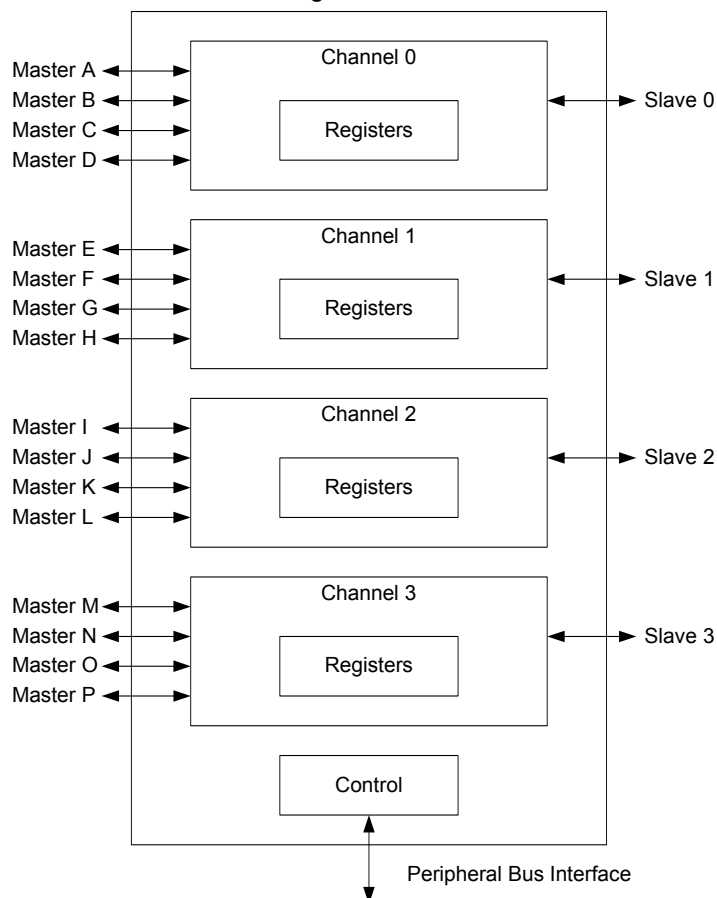 Channel 0
Master A
Master B
Master C
Master D
Registers
Slave 0
Channel 1
Master E
Master F
Master G
Master H
Registers
Slave 1
Channel 2
Master I
Master J
Master K
Master L
Registers
Slave 2
Channel 3
Master M
Master N
Master O
Master P
Registers
Slave 3
Control
Peripheral Bus Interface